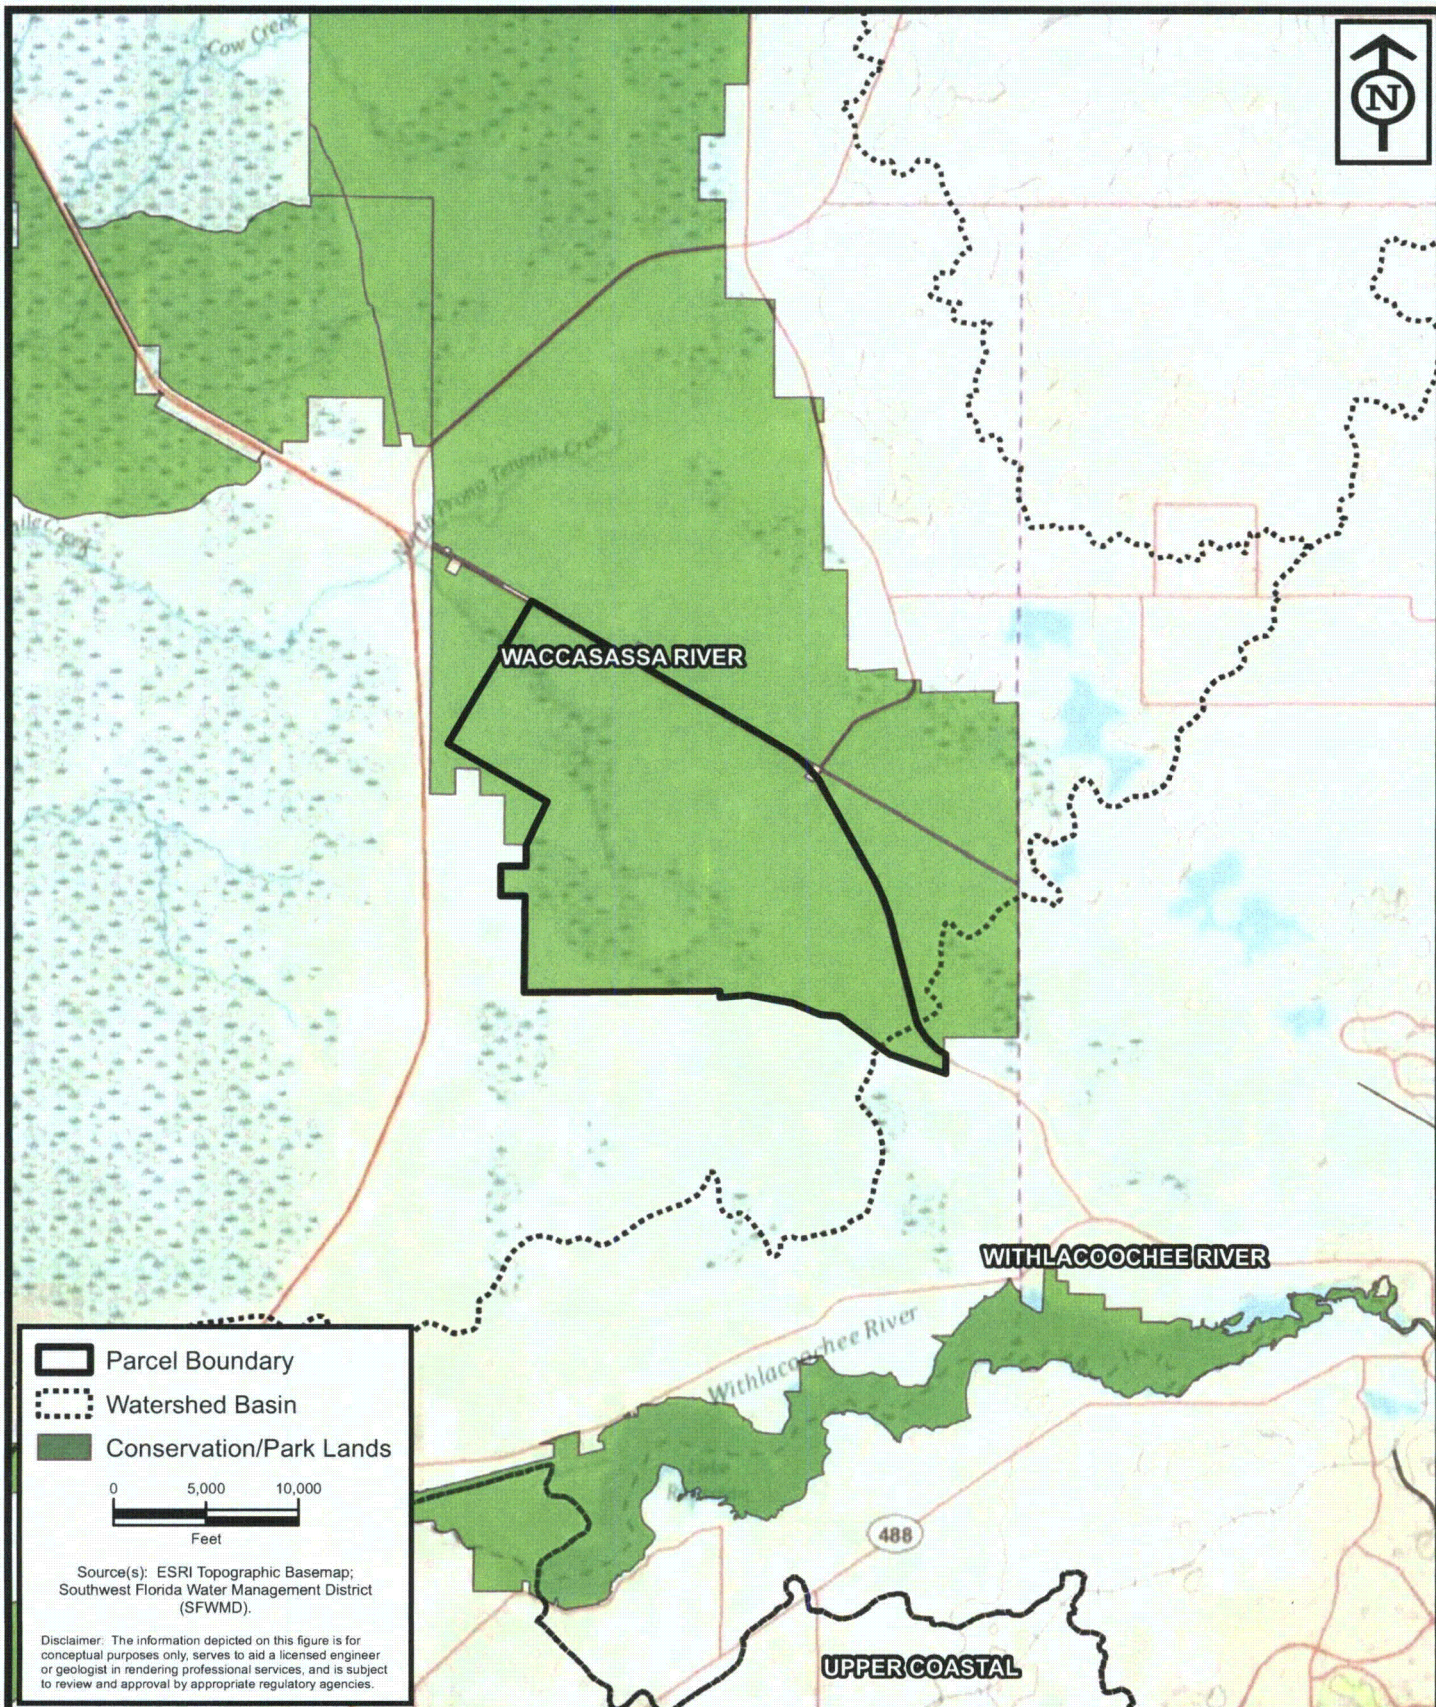 Cow Creek
N
North Prong Tenmile Creek
Creek
WACCASASSA RIVER
WITHLACOOCHEE RIVER
Withlacoochee River
488
UPPER COASTAL
Parcel Boundary
Watershed Basin
Conservation/Park Lands
0 5,000 10,000
Feet
Source(s): ESRI Topographic Basemap;
Southwest Florida Water Management District
(SFWMD).
Disclaimer: The information depicted on this figure is for
conceptual purposes only, serves to aid a licensed engineer
or geologist in rendering professional services, and is subject
to review and approval by appropriate regulatory agencies.